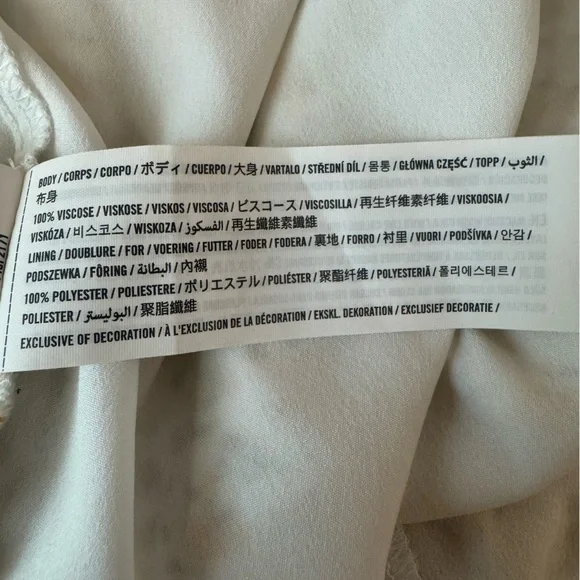 BODY / CORPS / CORPO / ボディ / CUERPO / 大身 / VARTALO / STŘEDNÍ DÍL / 몸통 / GŁÓWNA CZĘŚĆ / TOPP / الثوب /
布身
100% VISCOSE / VISKOSE / VISKOS / VISCOSA / ビスコース / VISCOSILLA / 再生纤维素纤维 / VISKOOSIA /
VISKÓZA / 비스코스 / WISKOZA / الفسكوز / 再生纖維素纖維
LINING / DOUBLURE / FOR / VOERING / FUTTER / FODER / FODERA / 裏地 / FORRO / 衬里 / VUORI / PODŠÍVKA / 안감 /
PODSZEWKA / FÔRING / البطانة / 內襯
100% POLYESTER / POLIESTERE / ポリエステル / POLIÉSTER / 聚酯纤维 / POLYESTERIÄ / 폴리에스테르 /
POLIESTER / البوليستر / 聚脂纖維
EXCLUSIVE OF DECORATION / À L'EXCLUSION DE LA DÉCORATION / EKSKL. DEKORATION / EXCLUSIEF DECORATIE /